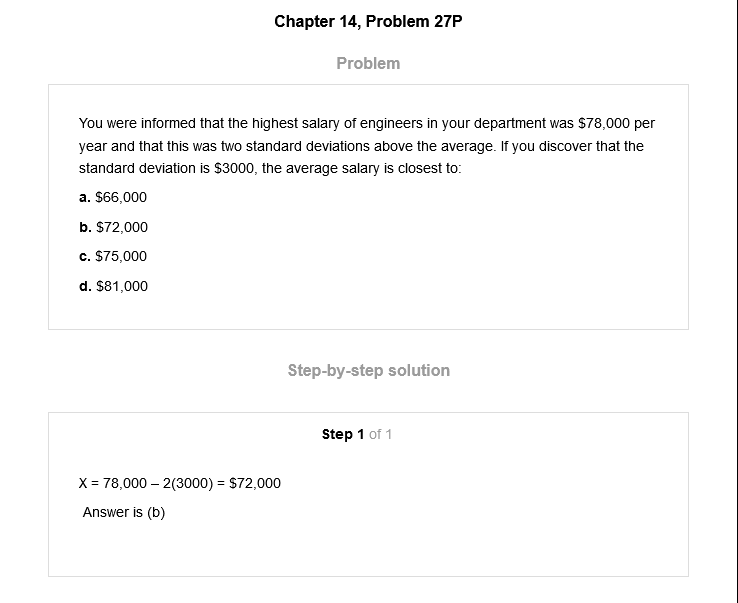 Chapter 14, Problem 27P
Problem
You were informed that the highest salary of engineers in your department was $78,000 per
year and that this was two standard deviations above the average. If you discover that the
standard deviation is $3000, the average salary is closest to:
a. $66,000
b. $72,000
c. $75,000
d. $81,000
Step-by-step solution
Step 1 of 1
X = 78,000 – 2(3000) = $72,000
Answer is (b)